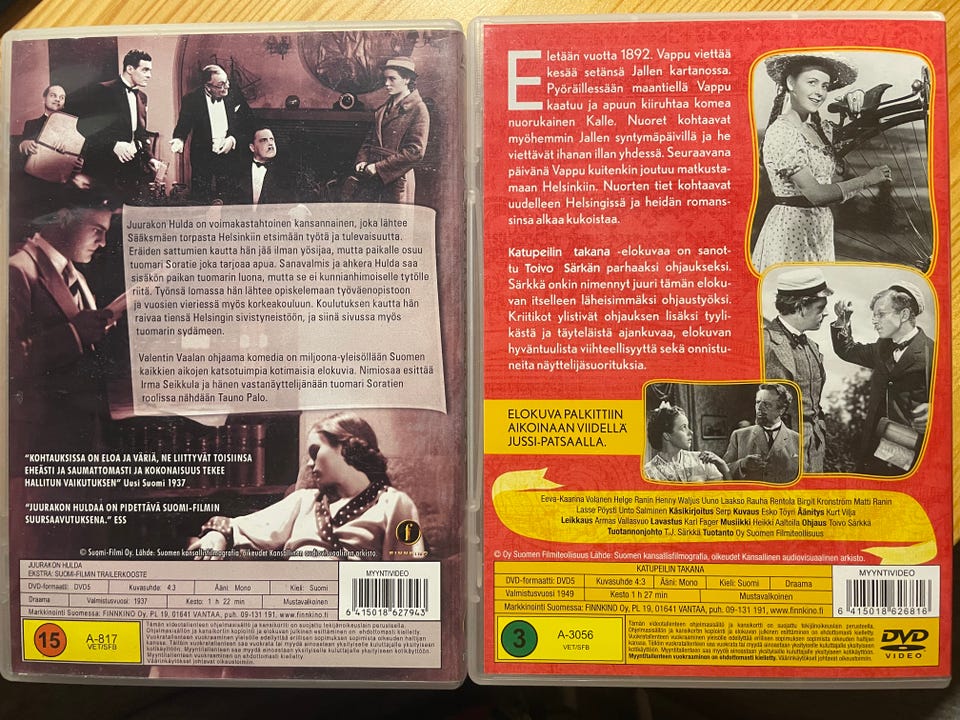 Juurakon Hulda on voimakastahtoinen kansannainen, joka lähtee
Sääksmäen torpasta Helsinkiin etsimään työtä ja tulevaisuutta.
Eräiden sattumien kautta hän jää ilman yösijaa, mutta paikalle osuu
tuomari Soratie joka tarjoaa apua. Sanavalmis ja ahkera Hulda saa
sisäkön paikan tuomarin luona, mutta se ei kunnianhimoiselle tytölle
riitä. Työnsä lomassa hän lähtee opiskelemaan työväenopistoon
ja vuosien vieriessä myös korkeakouluun. Koulutuksen kautta hän
raivaa tiensä Helsingin sivistyneistöön, ja siinä sivussa myös
tuomarin sydämeen.
Valentin Vaalan ohjaama komedia on miljoona-yleisöllään Suomen
kaikkien aikojen katsotuimpia kotimaisia elokuvia. Nimiosaa esittää
Irma Seikkula ja hänen vastanäyttelijänään tuomari Soratien
roolissa nähdään Tauno Palo.
"KOHTAUKSISSA ON ELOA JA VÄRIÄ, NE LIITTYVÄT TOISIINSA
EHEÄSTI JA SAUMATTOMASTI JA KOKONAISUUS TEKEE
HALLITUN VAIKUTUKSEN" Uusi Suomi 1937
"JUURAKON HULDAA ON PIDETTÄVÄ SUOMI-FILMIN
SUURSAAVUTUKSENA." ESS
f
FINNKINO
© Suomi-Filmi Oy. Lähde: Suomen kansallisfilmografia, oikeudet Kansallisen audiovisuaalinen arkisto.
JUURAKON HULDA
EKSTRA: SUOMI-FILMIN TRAILERKOOSTE
DVD-formaatti: DVD5 Kuvasuhde: 4:3 Ääni: Mono Kieli: Suomi
Draama Valmistusvuosi: 1937 Kesto: 1 h 22 min Mustavalkoinen
Markkinointi Suomessa: FINNKINO OY, PL 19, 01641 VANTAA, puh. 09-131 191, www.finnkino.fi
MYYNTIVIDEO
6 415018 627943
15
A-817
VET/SFB
Tämän videotallenteen yleisöhinnalla on ehdottomasti kielletty.
Eletään vuotta 1892. Vappu viettää
kesää setänsä Jallen kartanossa.
Pyöräillessään maantiellä Vappu
kaatuu ja apuun kiiruhtaa komea
nuorukainen Kalle. Nuoret kohtaavat
myöhemmin Jallen syntymäpäivillä ja he
viettävät ihanan illan yhdessä. Seuraavana
päivänä Vappu kuitenkin joutuu matkusta-
maan Helsinkiin. Nuorten tiet kohtaavat
uudelleen Helsingissä ja heidän romans-
sinsa alkaa kukoistaa.
Katupeilin takana -elokuvaa on sanot-
tu Toivo Särkän parhaaksi ohjaukseksi.
Särkkä onkin nimennyt juuri tämän eloku-
van itselleen läheisimmäksi ohjaustyöksi.
Kriitikot ylistivät ohjauksen lisäksi tyyli-
kästä ja täyteläistä ajankuvaa, elokuvan
hyväntuulista viihteellisyyttä sekä onnistu-
neita näyttelijäsuorituksia.
ELOKUVA PALKITTIIN
AIKOINAAN VIIDELLÄ
JUSSI-PATSAALLA.
Eeva-Kaarina Volanen Helge Ranin Henny Waljus Uuno Laakso Rauha Rentola Birgit Kronström Matti Ranin
Lasse Pöysti Unto Salminen Käsikirjoitus Serp Kuvaus Esko Töyri Äänitys Kurt Vilja
Leikkaus Armas Vallasvuo Lavastus Karl Fager Musiikki Heikki Aaltoila Ohjaus Toivo Särkkä
Tuotannonjohto T.J. Särkkä Tuotanto Oy Suomen Filmiteollisuus
© Oy Suomen Filmiteollisuus Lähde: Suomen kansallisfilmografia, oikeudet Kansallinen audiovisuaalinen arkisto.
KATUPEILIN TAKANA
DVD-formaatti: DVD5 Kuvasuhde 4:3 Ääni: Mono Kieli: Suomi Draama
Valmistusvuosi 1949 Kesto 1 h 27 min Mustavalkoinen
Markkinointi Suomessa: FINNKINO OY, PL 19, 01641 VANTAA, puh. 09-131 191, www.finnkino.fi
MYYNTIVIDEO
6 415018 626816
3
A-3056
VET/SFB
DVD
VIDEO